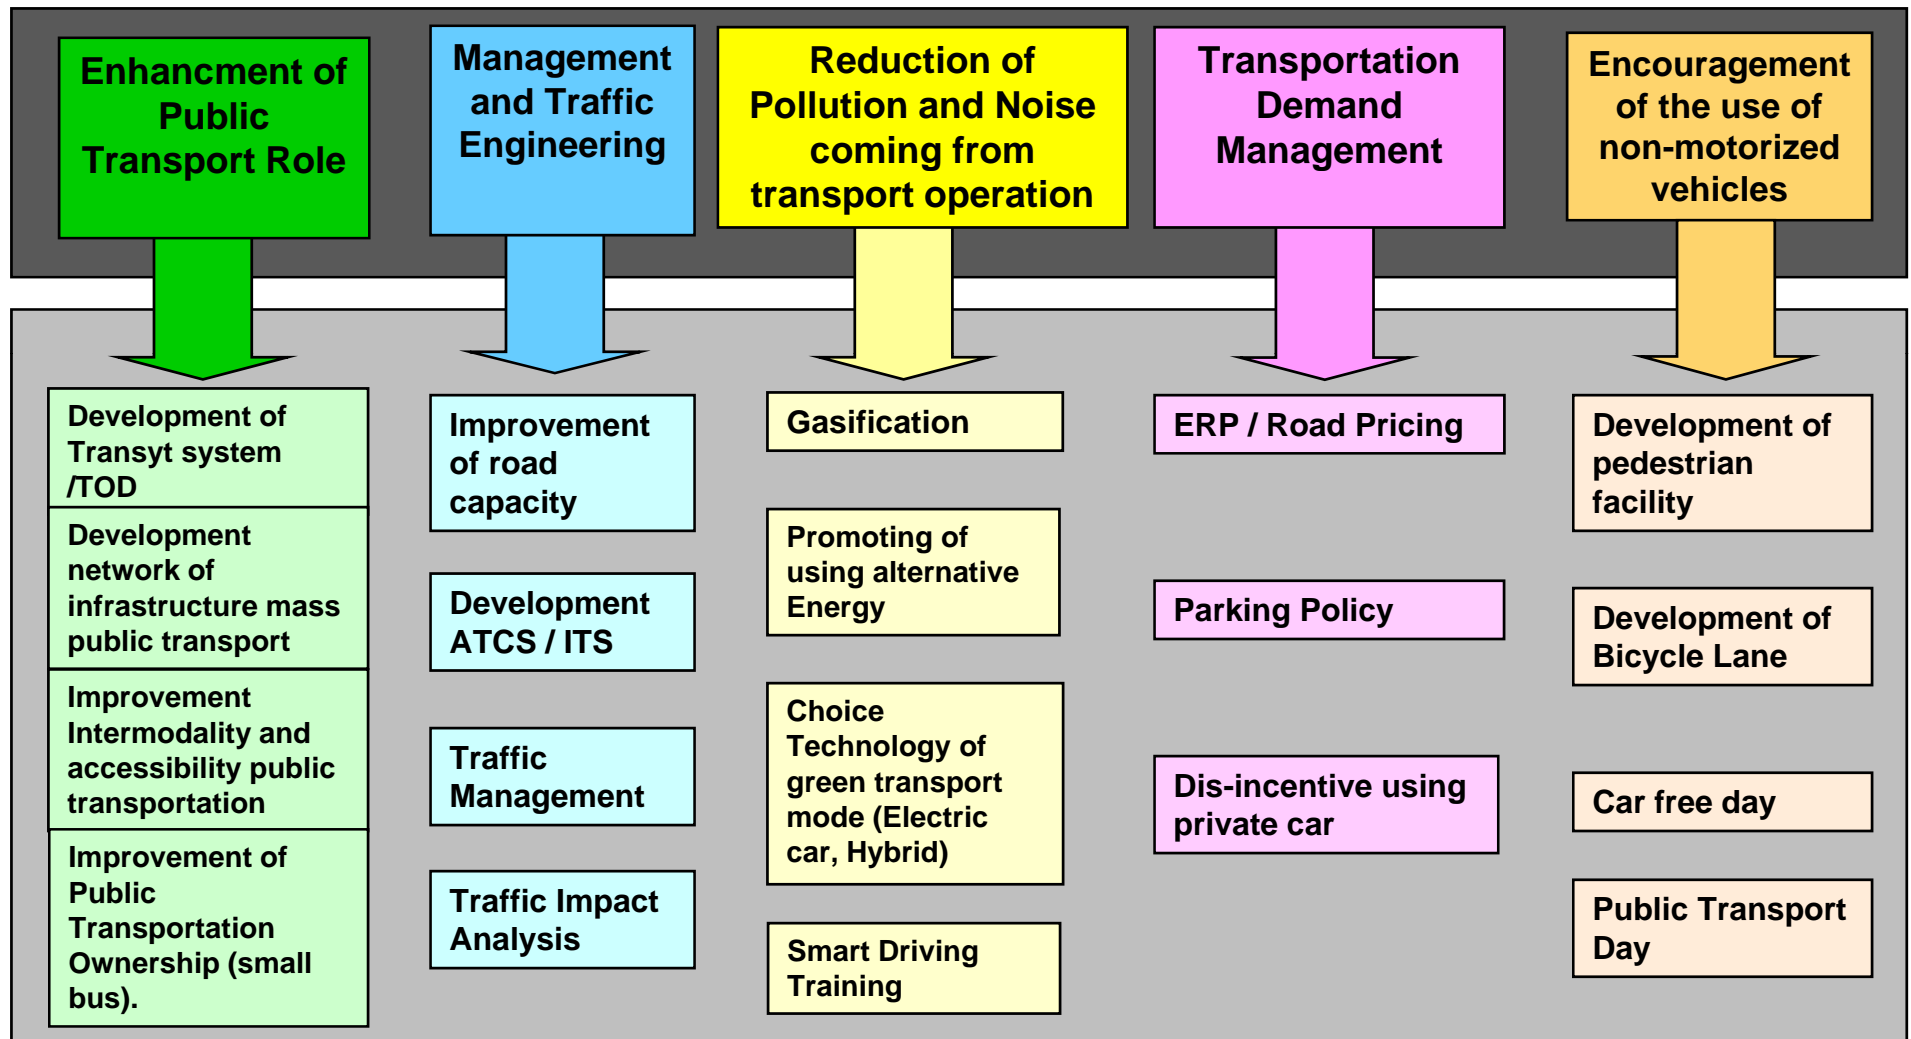 Enhancment of
Public
Transport Role
Management
and Traffic
Engineering
Reduction of
Pollution and Noise
coming from
transport operation
Transportation
Demand
Management
Encouragement
of the use of
non-motorized
vehicles
Development of
Transyt system
/TOD
Development
network of
infrastructure mass
public transport
Improvement
Intermodality and
accessibility public
transportation
Improvement of
Public
Transportation
Ownership (small
bus).
Improvement
of road
capacity
Development
ATCS / ITS
Traffic
Management
Traffic Impact
Analysis
Gasification
Promoting of
using alternative
Energy
Choice
Technology of
green transport
mode (Electric
car, Hybrid)
Smart Driving
Training
ERP / Road Pricing
Parking Policy
Dis-incentive using
private car
Development of
pedestrian
facility
Development of
Bicycle Lane
Car free day
Public Transport
Day